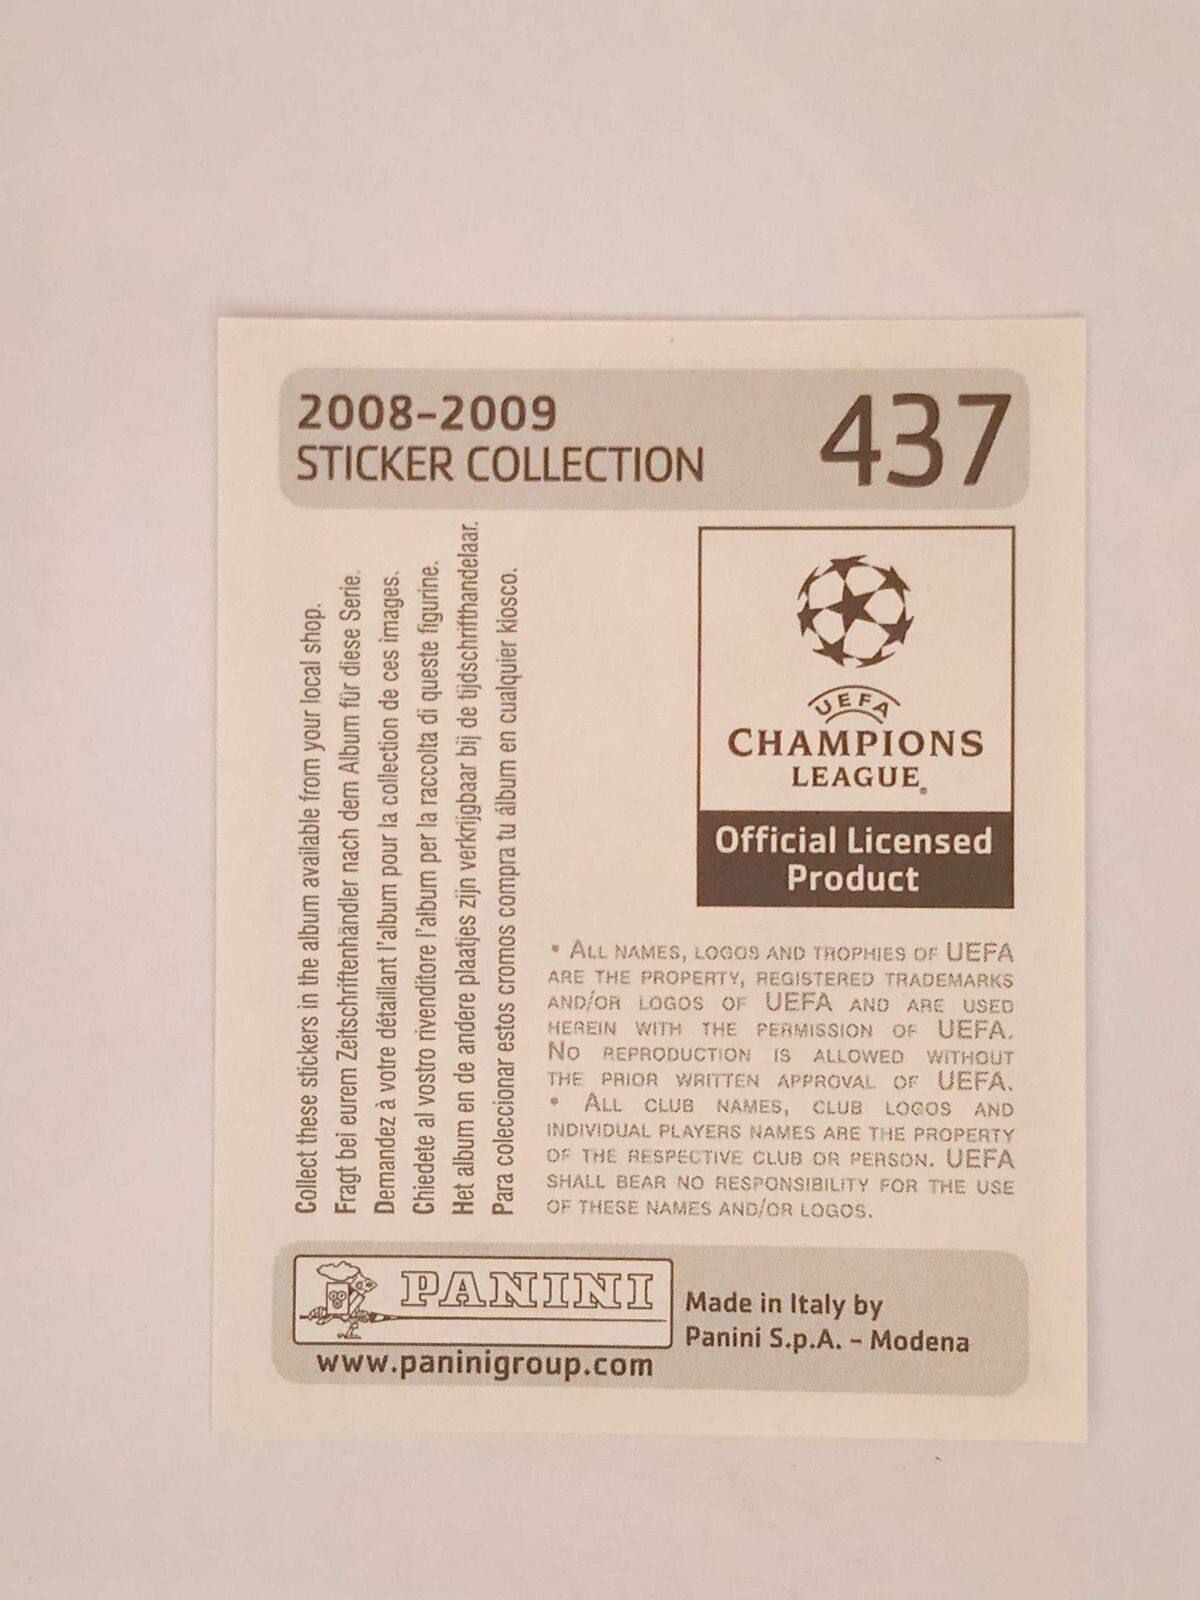 2008-2009
STICKER COLLECTION
437
Collect these stickers in the album available from your local shop.
Fragt bei eurem Zeitschriftenhändler nach dem Album für diese Serie.
Demandez à votre détaillant l'album pour la collection de ces images.
Chiedete al vostro rivenditore l'album per la raccolta di queste figurine.
Het album en de andere plaatjes zijn verkrijgbaar bij de tijdschrifthandelaar.
Para coleccionar estos cromos compra tu álbum en cualquier kiosco.
UEFA
CHAMPIONS
LEAGUE®
Official Licensed
Product
• ALL NAMES, LOGOS AND TROPHIES OF UEFA
ARE THE PROPERTY, REGISTERED TRADEMARKS
AND/OR LOGOS OF UEFA AND ARE USED
HEREIN WITH THE PERMISSION OF UEFA.
NO REPRODUCTION IS ALLOWED WITHOUT
THE PRIOR WRITTEN APPROVAL OF UEFA.
• ALL CLUB NAMES, CLUB LOGOS AND
INDIVIDUAL PLAYERS NAMES ARE THE PROPERTY
OF THE RESPECTIVE CLUB OR PERSON. UEFA
SHALL BEAR NO RESPONSIBILITY FOR THE USE
OF THESE NAMES AND/OR LOGOS.
PANINI
www.paninigroup.com
Made in Italy by
Panini S.p.A. - Modena